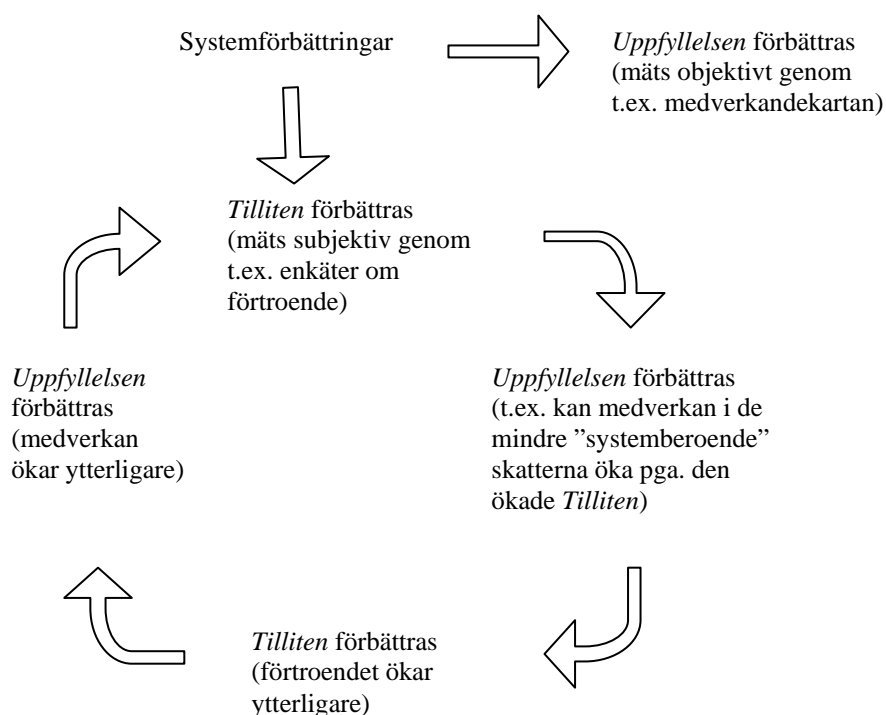 Systemförbättringar
Uppfyllelsen förbättras
(mäts objektivt genom
t.ex. medverkandekartan)
Tilliten förbättras
(mäts subjektiv genom
t.ex. enkäter om
förtroende)
Uppfyllelsen
förbättras
(medverkan
ökar ytterligare)
Uppfyllelsen förbättras
(t.ex. kan medverkan i de
mindre ”systemberoende”
skatterna öka pga. den
ökade Tilliten)
Tilliten förbättras
(förtroendet ökar
ytterligare)